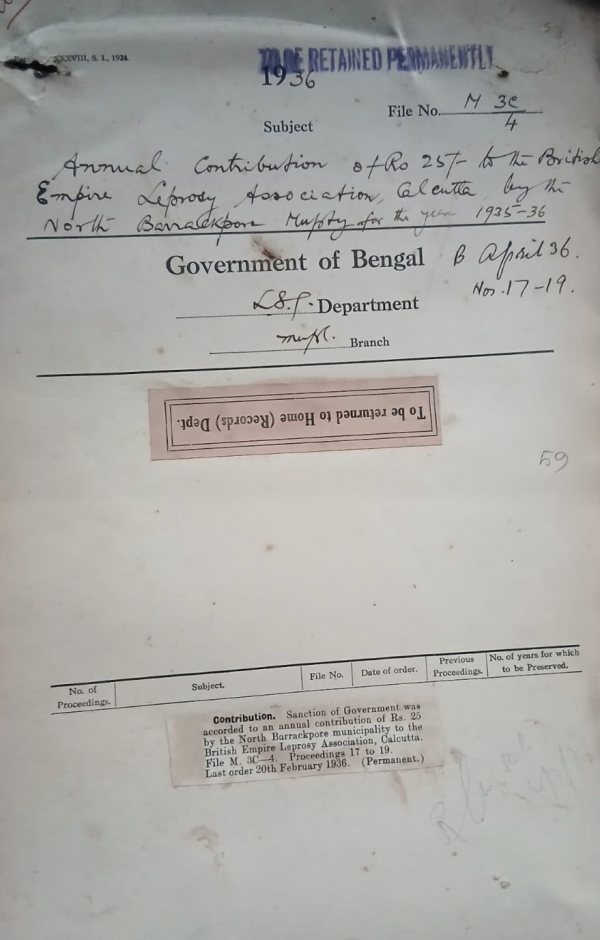 XXXVIII, S. I., 1924.
TO BE RETAINED PERMANENTLY
1936
File No. M 3C/4
Subject
Annual Contribution of Rs 25/- to the British
Empire Leprosy Association, Calcutta by the
North Barrackpore Mupty for the year 1935-36
Government of Bengal B April 36.
L.S.G. Department Nos. 17-19.
Branch
To be returned to Home (Records) Dept.
59
No. of Proceedings. Subject. File No. Date of order. Previous Proceedings. No. of years for which to be Preserved.
Contribution. Sanction of Government was
accorded to an annual contribution of Rs. 25
by the North Barrackpore municipality to the
British Empire Leprosy Association, Calcutta.
File M. 3C—4. Proceedings 17 to 19.
Last order 20th February 1936. (Permanent.)